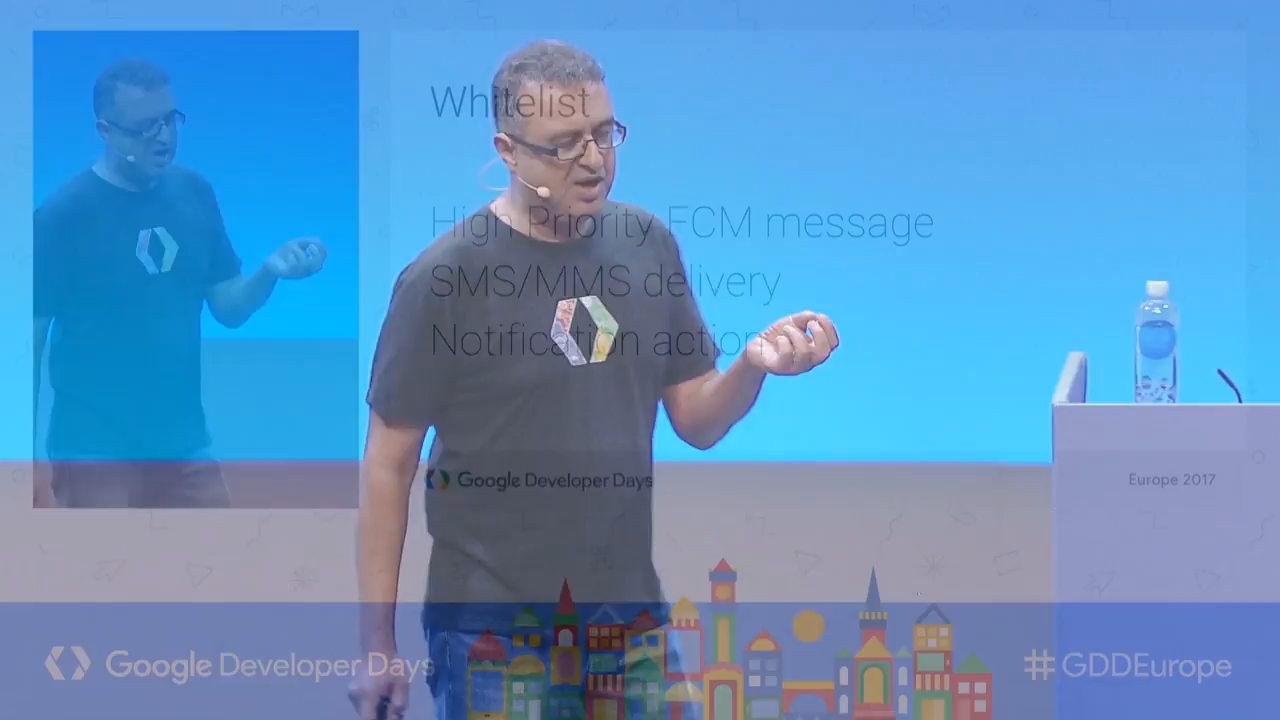 Whitelist
High Priority FCM message
SMS/MMS delivery
Notification action
Google Developer Days
Europe 2017
Google Developer Days
#GDDEurope